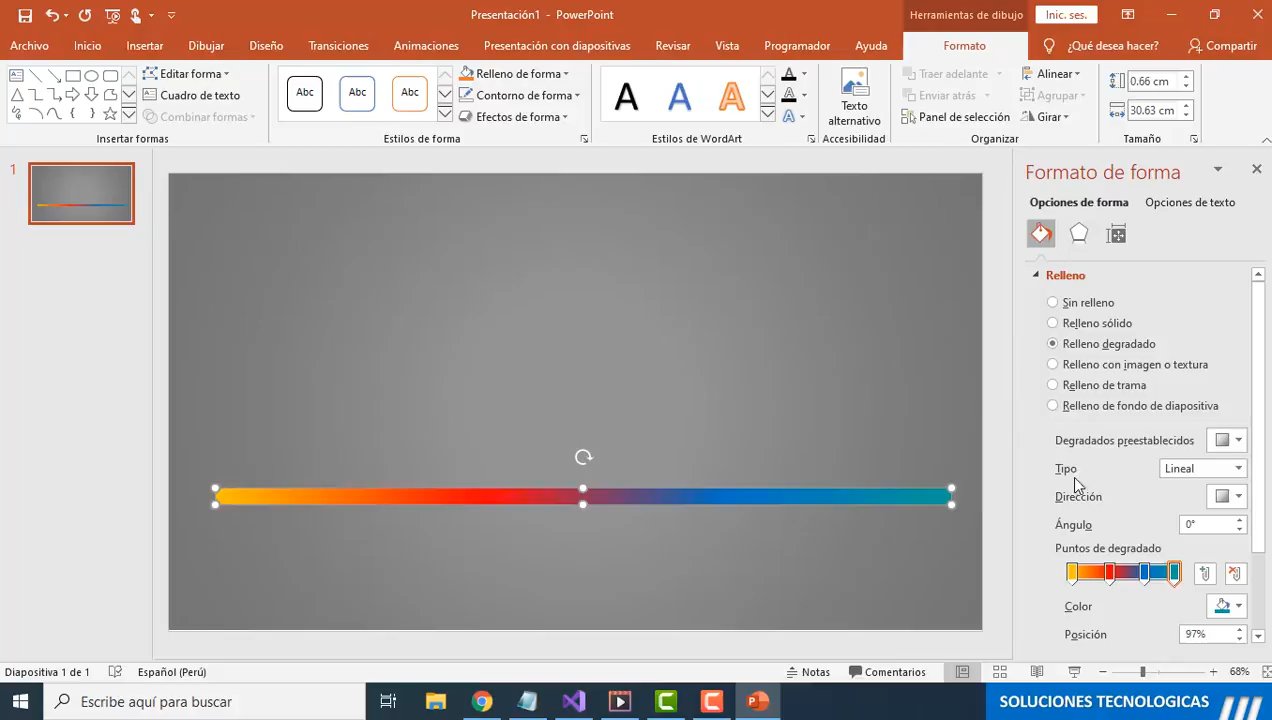 Presentación1 - PowerPoint
Herramientas de dibujo
Inic. ses.
Archivo
Inicio
Insertar
Dibujar
Diseño
Transiciones
Animaciones
Presentación con diapositivas
Revisar
Vista
Programador
Ayuda
Formato
¿Qué desea hacer?
Compartir
Editar forma
Cuadro de texto
Combinar formas
Insertar formas
Abc
Abc
Abc
Relleno de forma
Contorno de forma
Efectos de forma
Estilos de forma
A
A
A
A
A
A
Estilos de WordArt
Texto
alternativo
Accesibilidad
Traer adelante
Enviar atrás
Panel de selección
Alinear
Agrupar
Girar
Organizar
0.66 cm
30.63 cm
Tamaño
1
Formato de forma
Opciones de forma
Opciones de texto
Relleno
Sin relleno
Relleno sólido
Relleno degradado
Relleno con imagen o textura
Relleno de trama
Relleno de fondo de diapositiva
Degradados preestablecidos
Tipo
Lineal
Dirección
Ángulo
0°
Puntos de degradado
Color
Posición
97%
Diapositiva 1 de 1
Español (Perú)
Notas
Comentarios
68%
Escribe aquí para buscar
SOLUCIONES TECNOLOGICAS